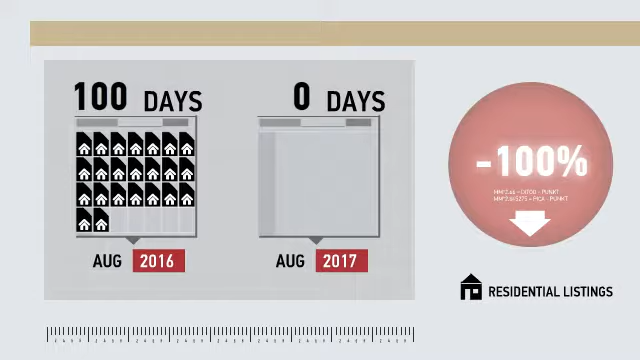 100 DAYS
0 DAYS
AUG 2016
AUG 2017
-100%
RESIDENTIAL LISTINGS